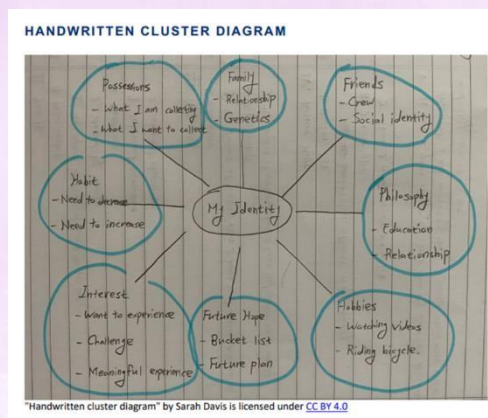 HANDWRITTEN CLUSTER DIAGRAM
Possessions
- What I am collecting
- What I want to collect
Family
- Relationship
- Genetics
Friends
- Crew
- Social identity
Habit
- Need to decrease
- Need to increase
My Identity
Philosophy
- Education
- Relationship
Interest
- Want to experience
- Challenge
- Meaningful experience
Future Hope
- Bucket list
- Future plan
Hobbies
- Watching videos
- Riding bicycle.
"Handwritten cluster diagram" by Sarah Davis is licensed under CC BY 4.0